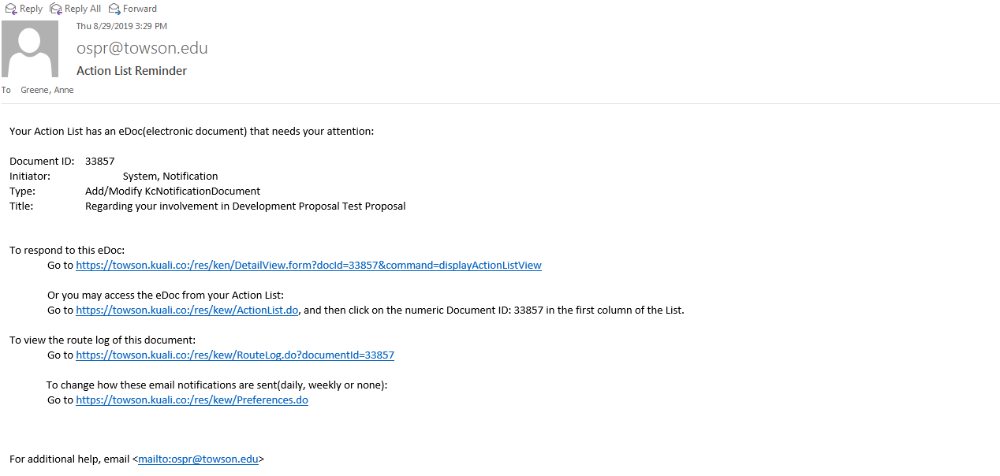 Reply Reply All Forward
Thu 8/29/2019 3:29 PM
ospr@towson.edu
Action List Reminder
To Greene, Anne
Your Action List has an eDoc(electronic document) that needs your attention:
Document ID: 33857
Initiator: System, Notification
Type: Add/Modify KcNotificationDocument
Title: Regarding your involvement in Development Proposal Test Proposal
To respond to this eDoc:
Go to https://towson.kuali.co:/res/ken/DetailView.form?docId=33857&command=displayActionListView
Or you may access the eDoc from your Action List:
Go to https://towson.kuali.co:/res/kew/ActionList.do, and then click on the numeric Document ID: 33857 in the first column of the List.
To view the route log of this document:
Go to https://towson.kuali.co:/res/kew/RouteLog.do?documentId=33857
To change how these email notifications are sent(daily, weekly or none):
Go to https://towson.kuali.co:/res/kew/Preferences.do
For additional help, email <mailto:ospr@towson.edu>